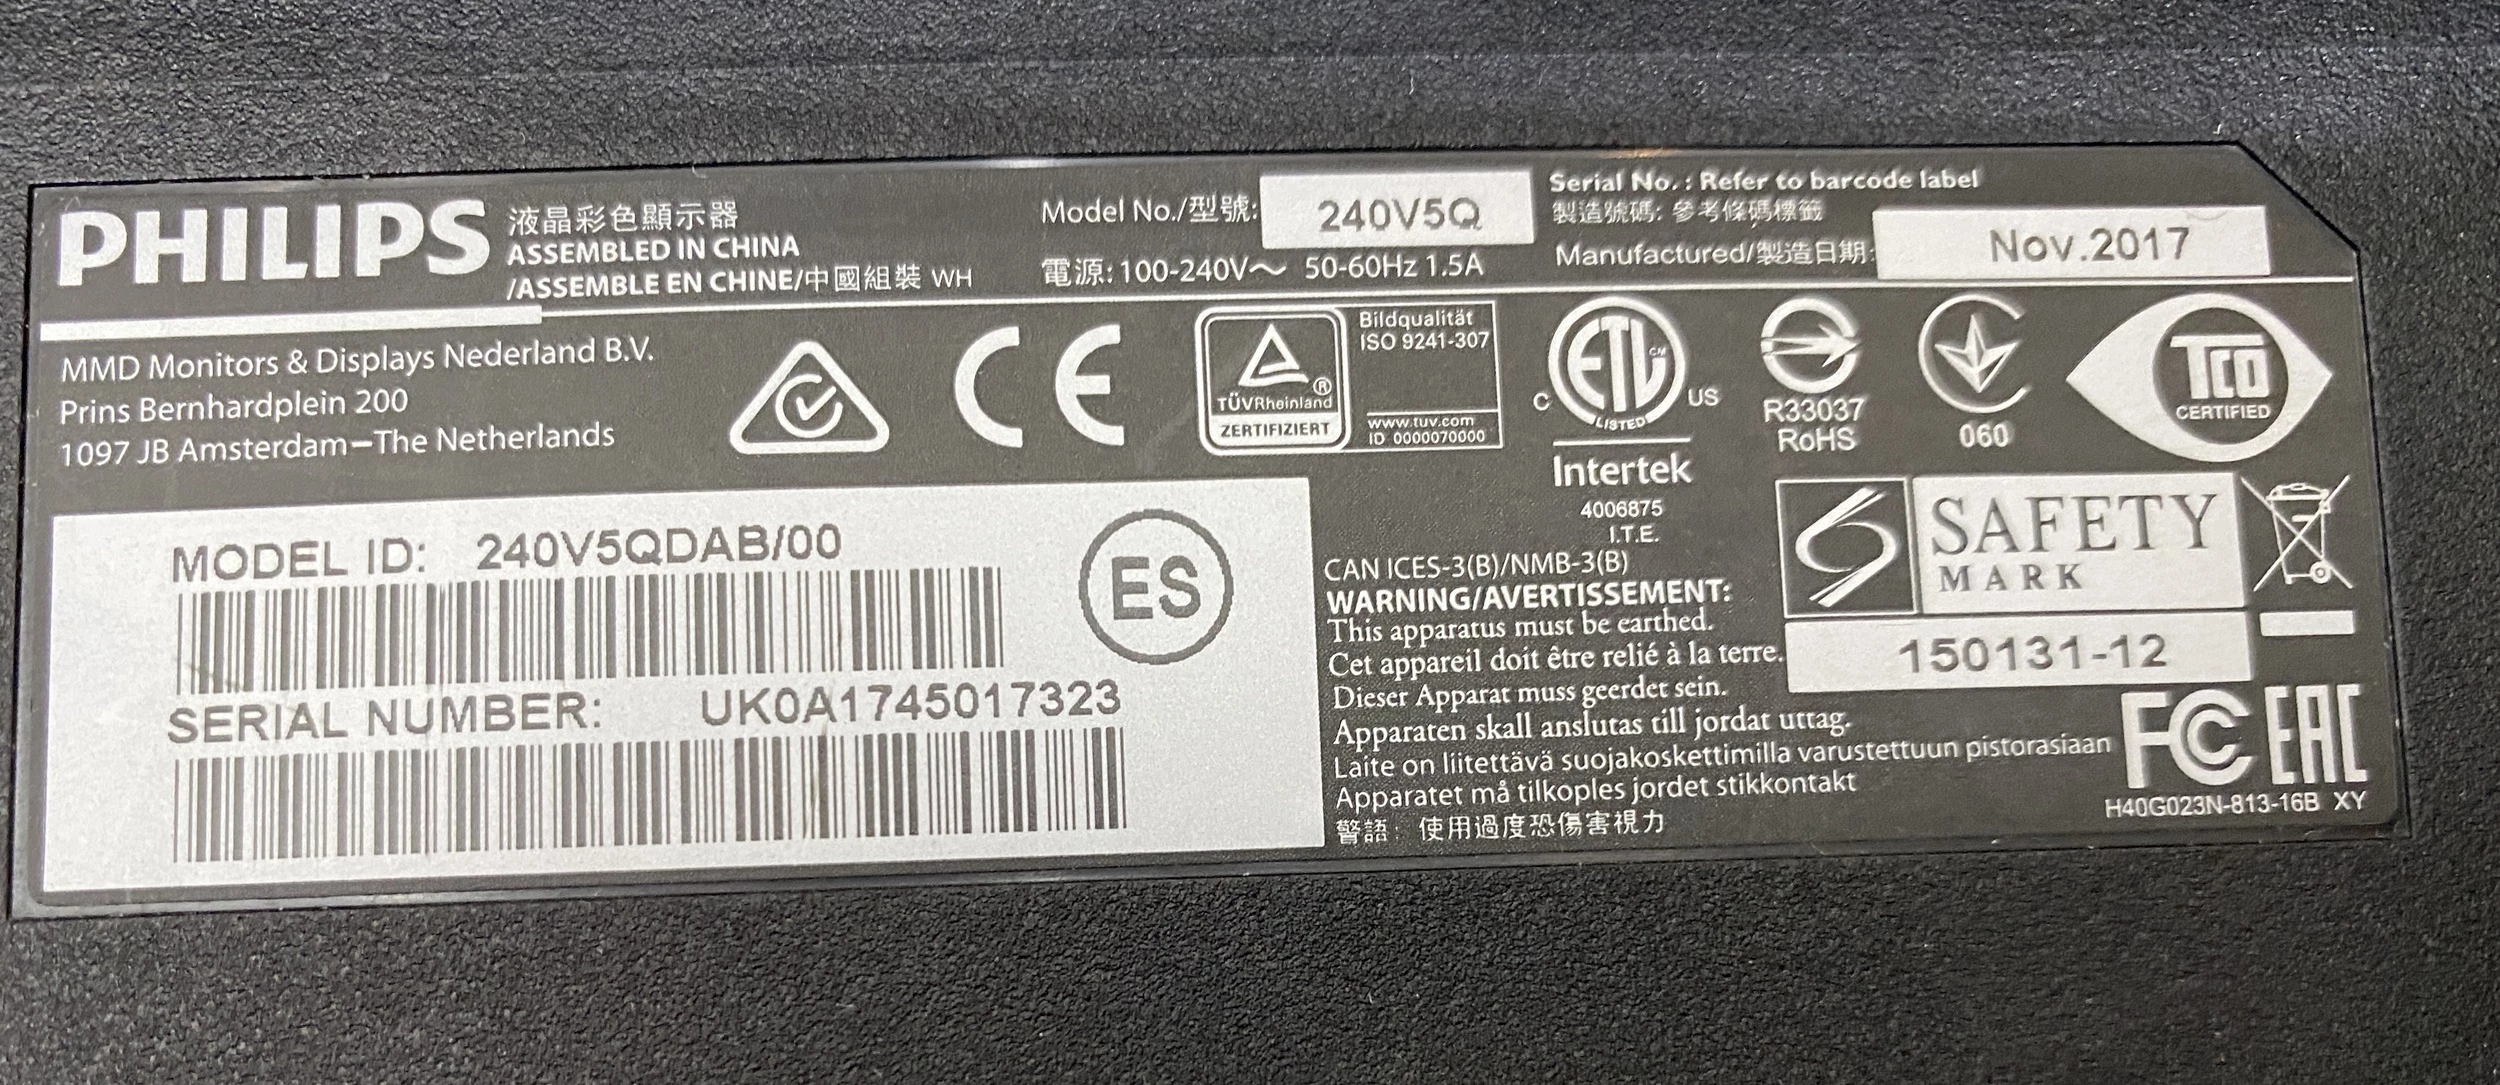 PHILIPS
液晶彩色顯示器
ASSEMBLED IN CHINA
/ASSEMBLE EN CHINE/中國組裝 WH
Model No./型號: 240V5Q
電源: 100-240V～ 50-60Hz 1.5A
Serial No. : Refer to barcode label
製造號碼: 參考條碼標籤
Manufactured/製造日期: Nov.2017
MMD Monitors & Displays Nederland B.V.
Prins Bernhardplein 200
1097 JB Amsterdam–The Netherlands
CE
TÜVRheinland®
ZERTIFIZIERT
Bildqualität
ISO 9241-307
www.tuv.com
ID 0000070000
ETL CM
C US
LISTED
Intertek
4006875
I.T.E.
R33037
RoHS
060
TCO
CERTIFIED
MODEL ID: 240V5QDAB/00
ES
SERIAL NUMBER: UK0A1745017323
CAN ICES-3(B)/NMB-3(B)
WARNING/AVERTISSEMENT:
This apparatus must be earthed.
Cet appareil doit être relié à la terre.
Dieser Apparat muss geerdet sein.
Apparaten skall anslutas till jordat uttag.
Laite on liitettävä suojakoskettimilla varustettuun pistorasiaan
Apparatet må tilkoples jordet stikkontakt
警語: 使用過度恐傷害視力
SAFETY
MARK
150131-12
FC EAC
H40G023N-813-16B XY